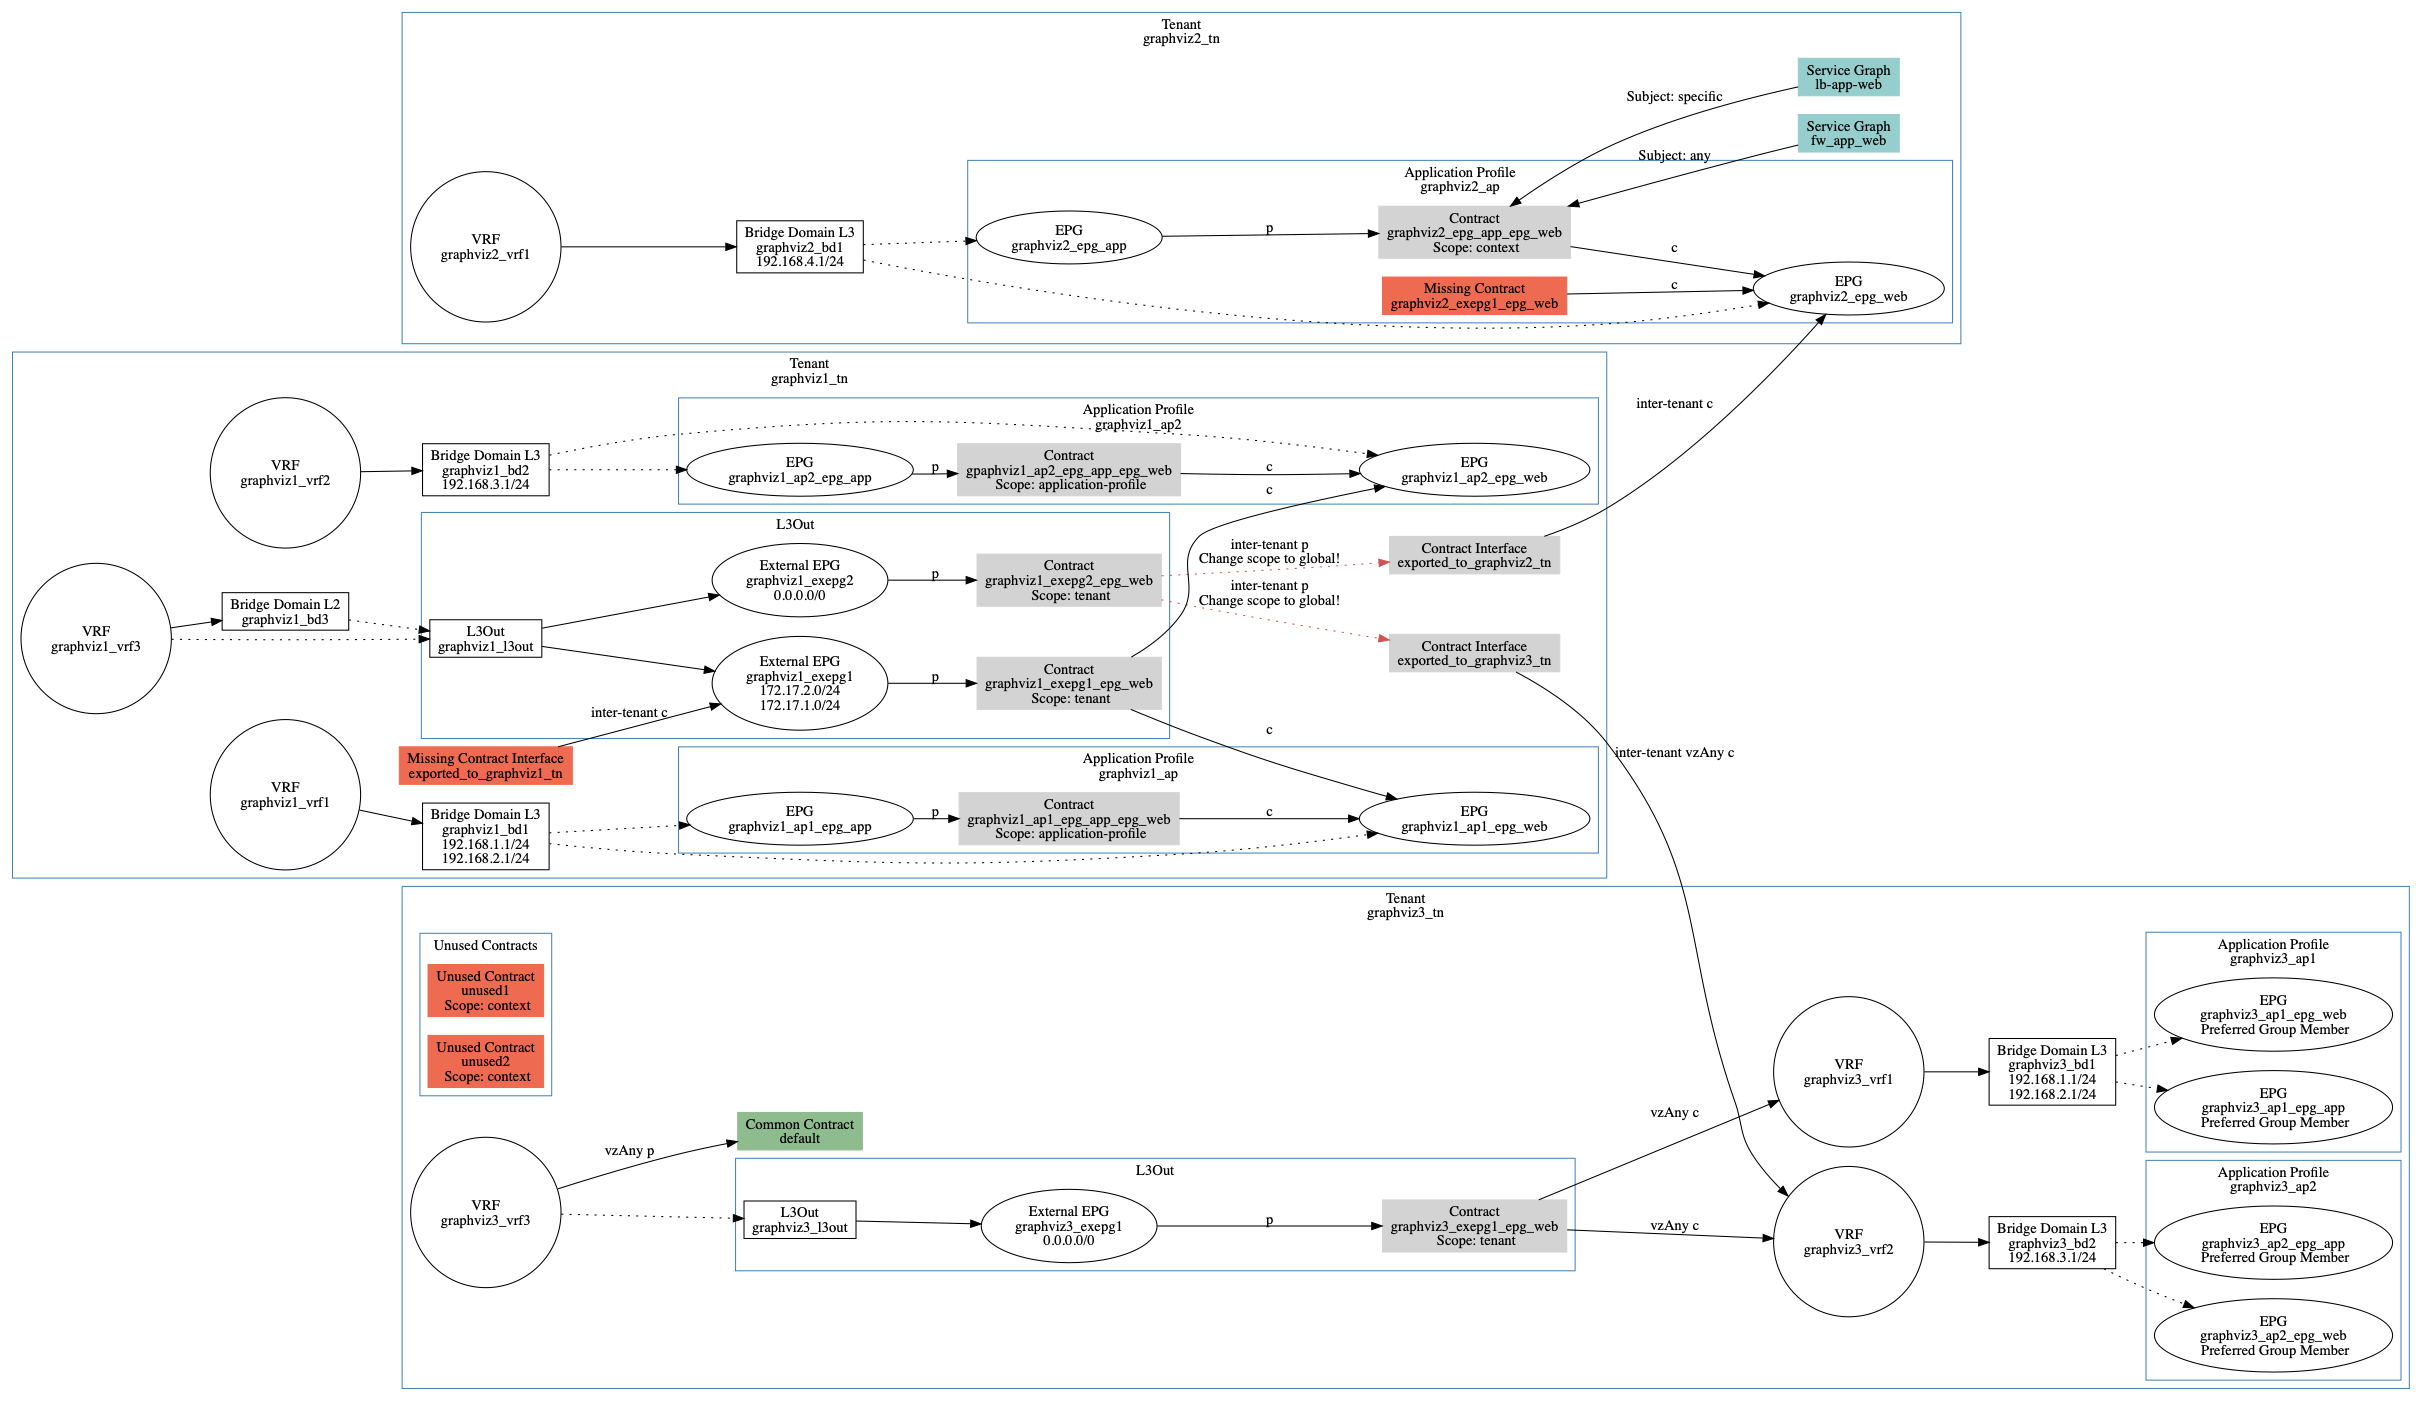 Tenant
graphviz2_tn
Service Graph
lb-app-web
Subject: specific
Service Graph
fw_app_web
Subject: any
Application Profile
graphviz2_ap
VRF
graphviz2_vrf1
Bridge Domain L3
graphviz2_bd1
192.168.4.1/24
EPG
graphviz2_epg_app
p
Contract
graphviz2_epg_app_epg_web
Scope: context
c
Missing Contract
graphviz2_exepg1_epg_web
c
EPG
graphviz2_epg_web
Tenant
graphviz1_tn
inter-tenant c
Application Profile
graphviz1_ap2
VRF
graphviz1_vrf2
Bridge Domain L3
graphviz1_bd2
192.168.3.1/24
EPG
graphviz1_ap2_epg_app
p
Contract
gpaphviz1_ap2_epg_app_epg_web
Scope: application-profile
c
c
EPG
graphviz1_ap2_epg_web
L3Out
External EPG
graphviz1_exepg2
0.0.0.0/0
p
Contract
graphviz1_exepg2_epg_web
Scope: tenant
inter-tenant p
Change scope to global!
inter-tenant p
Change scope to global!
Contract Interface
exported_to_graphviz2_tn
VRF
graphviz1_vrf3
Bridge Domain L2
graphviz1_bd3
L3Out
graphviz1_l3out
External EPG
graphviz1_exepg1
172.17.2.0/24
172.17.1.0/24
p
Contract
graphviz1_exepg1_epg_web
Scope: tenant
Contract Interface
exported_to_graphviz3_tn
inter-tenant c
c
inter-tenant vzAny c
Missing Contract Interface
exported_to_graphviz1_tn
Application Profile
graphviz1_ap
VRF
graphviz1_vrf1
Bridge Domain L3
graphviz1_bd1
192.168.1.1/24
192.168.2.1/24
EPG
graphviz1_ap1_epg_app
p
Contract
graphviz1_ap1_epg_app_epg_web
Scope: application-profile
c
EPG
graphviz1_ap1_epg_web
Tenant
graphviz3_tn
Unused Contracts
Unused Contract
unused1
Scope: context
Unused Contract
unused2
Scope: context
Application Profile
graphviz3_ap1
EPG
graphviz3_ap1_epg_web
Preferred Group Member
VRF
graphviz3_vrf1
Bridge Domain L3
graphviz3_bd1
192.168.1.1/24
192.168.2.1/24
EPG
graphviz3_ap1_epg_app
Preferred Group Member
Common Contract
default
vzAny p
vzAny c
L3Out
VRF
graphviz3_vrf3
L3Out
graphviz3_l3out
External EPG
graphviz3_exepg1
0.0.0.0/0
p
Contract
graphviz3_exepg1_epg_web
Scope: tenant
vzAny c
VRF
graphviz3_vrf2
Bridge Domain L3
graphviz3_bd2
192.168.3.1/24
Application Profile
graphviz3_ap2
EPG
graphviz3_ap2_epg_app
Preferred Group Member
EPG
graphviz3_ap2_epg_web
Preferred Group Member